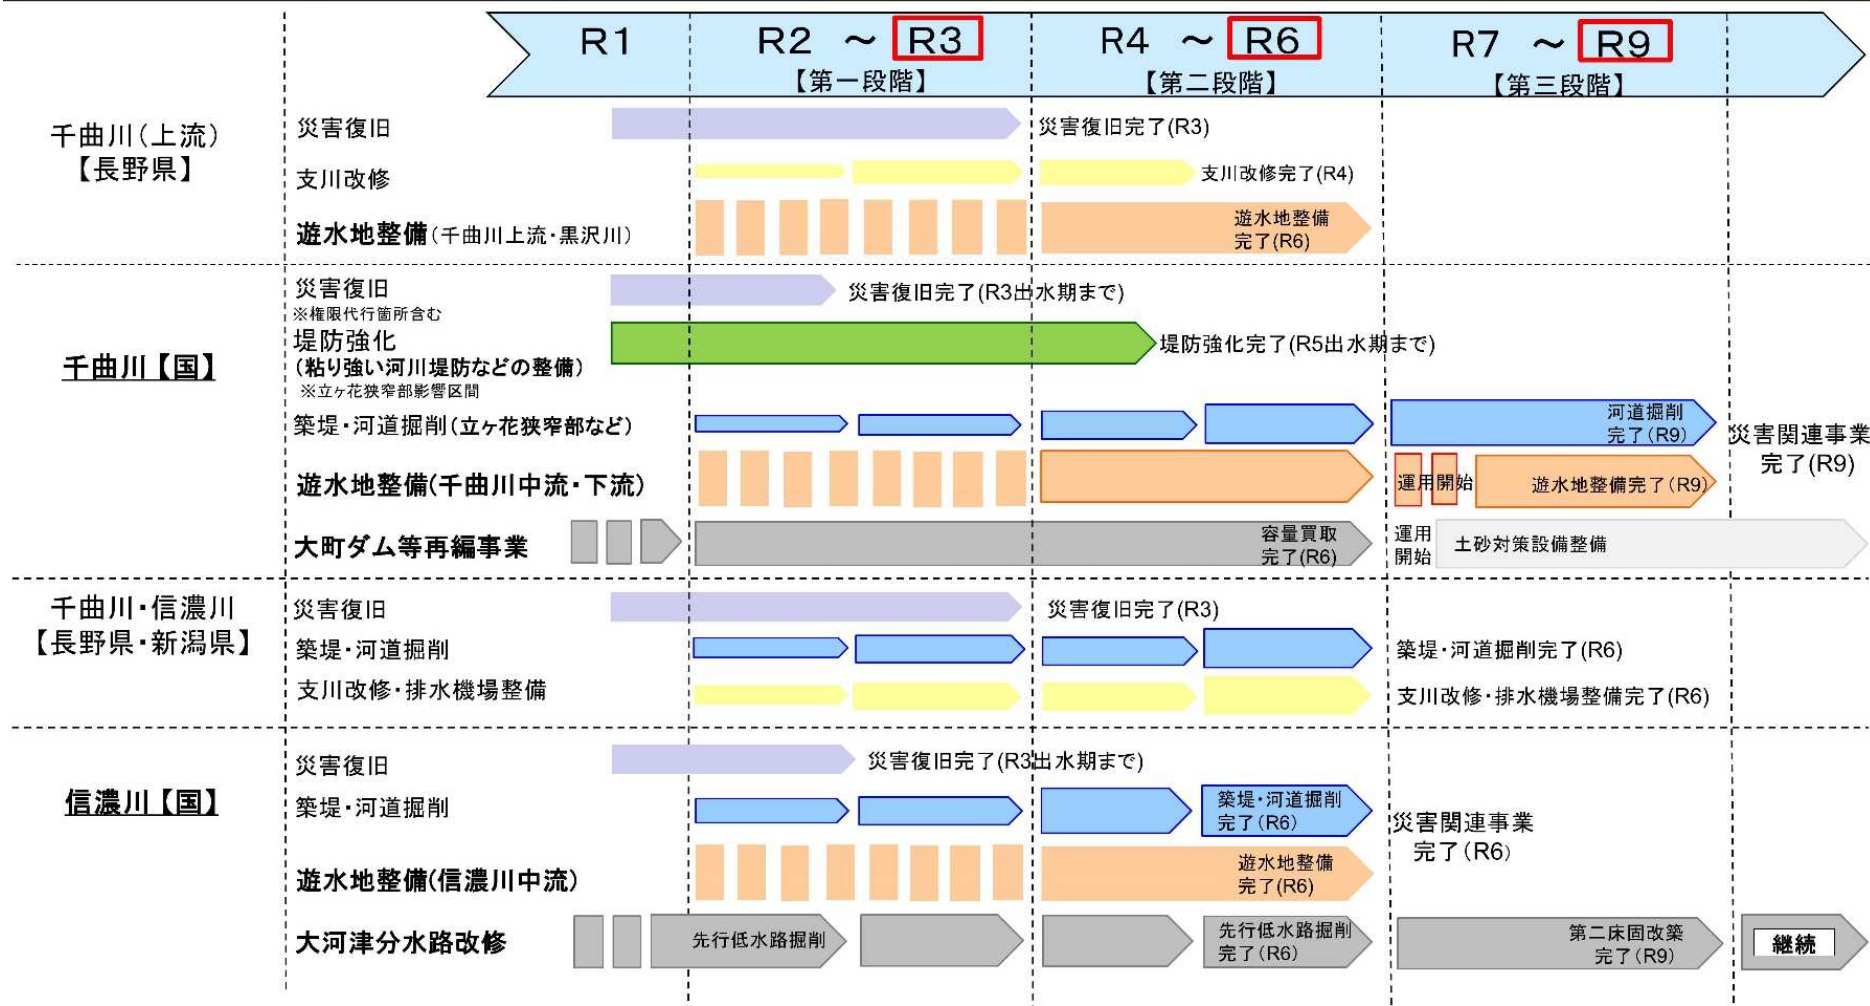 R1
R2 ～ R3
【第一段階】
R4 ～ R6
【第二段階】
R7 ～ R9
【第三段階】
千曲川（上流）
【長野県】
災害復旧
災害復旧完了(R3)
支川改修
支川改修完了(R4)
遊水地整備（千曲川上流・黒沢川）
遊水地整備
完了(R6)
千曲川【国】
災害復旧
※権限代行箇所含む
災害復旧完了(R3出水期まで)
堤防強化
（粘り強い河川堤防などの整備）
※立ヶ花狭窄部影響区間
堤防強化完了(R5出水期まで)
築堤・河道掘削（立ヶ花狭窄部など）
河道掘削
完了(R9)
遊水地整備(千曲川中流・下流)
運用開始
遊水地整備完了(R9)
災害関連事業
完了(R9)
大町ダム等再編事業
容量買取
完了(R6)
運用
開始
土砂対策設備整備
千曲川・信濃川
【長野県・新潟県】
災害復旧
災害復旧完了(R3)
築堤・河道掘削
築堤・河道掘削完了(R6)
支川改修・排水機場整備
支川改修・排水機場整備完了(R6)
信濃川【国】
災害復旧
災害復旧完了(R3出水期まで)
築堤・河道掘削
築堤・河道掘削
完了(R6)
災害関連事業
完了(R6)
遊水地整備(信濃川中流)
遊水地整備
完了(R6)
大河津分水路改修
先行低水路掘削
先行低水路掘削
完了(R6)
第二床固改築
完了(R9)
継続